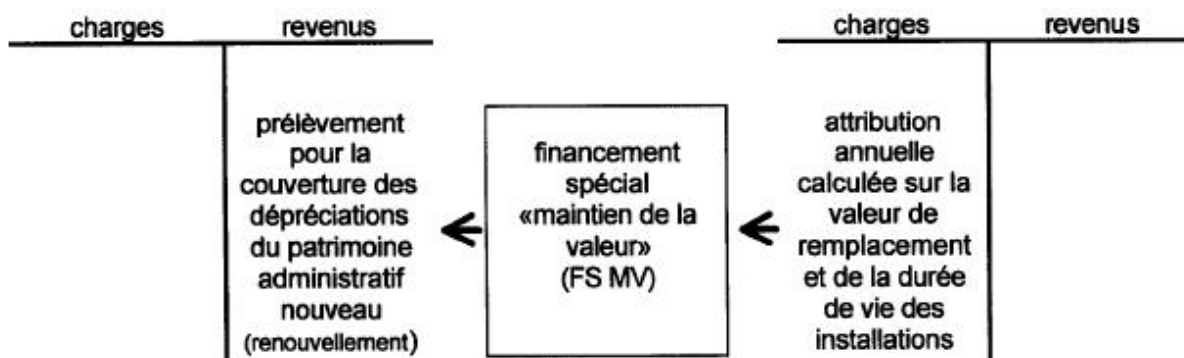 charges revenus
prélèvement
pour la
couverture des
dépréciations
du patrimoine
administratif
nouveau
(renouvellement)
financement
spécial
«maintien de la
valeur»
(FS MV)
charges revenus
attribution
annuelle
calculée sur la
valeur de
remplacement
et de la durée
de vie des
installations